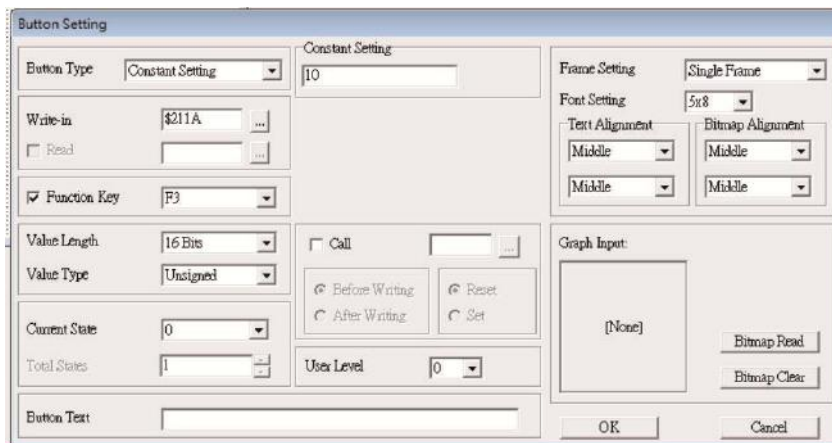 Button Setting
Button Type
Constant Setting
Constant Setting
10
Write-in
$211A
...
Read
...
Function Key
F3
Value Length
16 Bits
Value Type
Unsigned
Current State
0
Total States
1
Call
...
Before Writing
After Writing
Reset
Set
User Level
0
Button Text
Frame Setting
Single Frame
Font Setting
5x8
Text Alignment
Middle
Middle
Bitmap Alignment
Middle
Middle
Graph Input:
[None]
Bitmap Read
Bitmap Clear
OK
Cancel